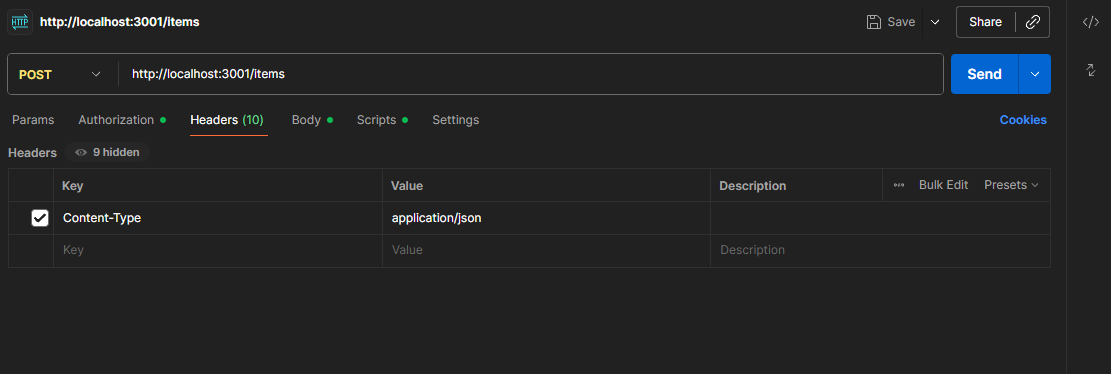 HTTP http://localhost:3001/items Save Share
POST http://localhost:3001/items Send
Params Authorization Headers (10) Body Scripts Settings Cookies
Headers 9 hidden
Key Value Description Bulk Edit Presets
Content-Type application/json
Key Value Description